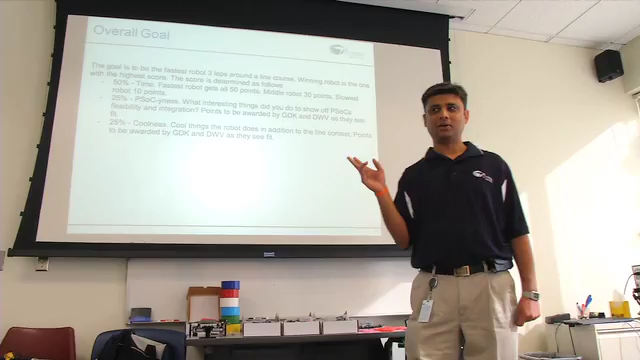 Overall Goal
The goal is to be the fastest robot 3 laps around a line course. Winning robot is the one
with the highest score. The score is determined as follows
- 50% - Time. Fastest robot gets all 50 points. Middle robot 30 points. Slowest
robot 10 points.
- 25% - PSoC-yness. What interesting things did you do to show off PSoCs
flexibility and integration? Points to be awarded by GDK and DWV as they see
fit.
- 25% - Coolness. Cool things the robot does in addition to the line contest. Points
to be awarded by GDK and DWV as they see fit.